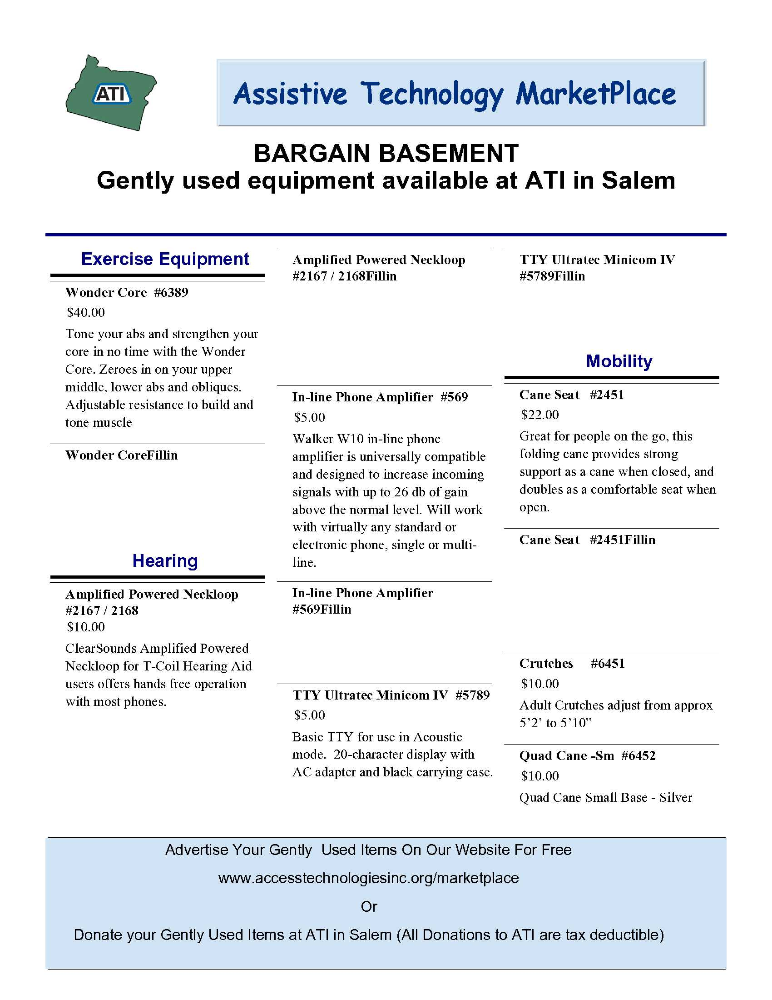 ATI
Assistive Technology MarketPlace
BARGAIN BASEMENT
Gently used equipment available at ATI in Salem
Exercise Equipment
Wonder Core  #6389
$40.00
Tone your abs and strengthen your
core in no time with the Wonder
Core. Zeroes in on your upper
middle, lower abs and obliques.
Adjustable resistance to build and
tone muscle
Wonder CoreFillin
Hearing
Amplified Powered Neckloop
#2167 / 2168
$10.00
ClearSounds Amplified Powered
Neckloop for T-Coil Hearing Aid
users offers hands free operation
with most phones.
Amplified Powered Neckloop
#2167 / 2168Fillin
In-line Phone Amplifier  #569
$5.00
Walker W10 in-line phone
amplifier is universally compatible
and designed to increase incoming
signals with up to 26 db of gain
above the normal level. Will work
with virtually any standard or
electronic phone, single or multi-
line.
In-line Phone Amplifier
#569Fillin
TTY Ultratec Minicom IV  #5789
$5.00
Basic TTY for use in Acoustic
mode.  20-character display with
AC adapter and black carrying case.
TTY Ultratec Minicom IV
#5789Fillin
Mobility
Cane Seat   #2451
$22.00
Great for people on the go, this
folding cane provides strong
support as a cane when closed, and
doubles as a comfortable seat when
open.
Cane Seat   #2451Fillin
Crutches     #6451
$10.00
Adult Crutches adjust from approx
5’2’ to 5’10”
Quad Cane -Sm  #6452
$10.00
Quad Cane Small Base - Silver
Advertise Your Gently  Used Items On Our Website For Free
www.accesstechnologiesinc.org/marketplace
Or
Donate your Gently Used Items at ATI in Salem (All Donations to ATI are tax deductible)